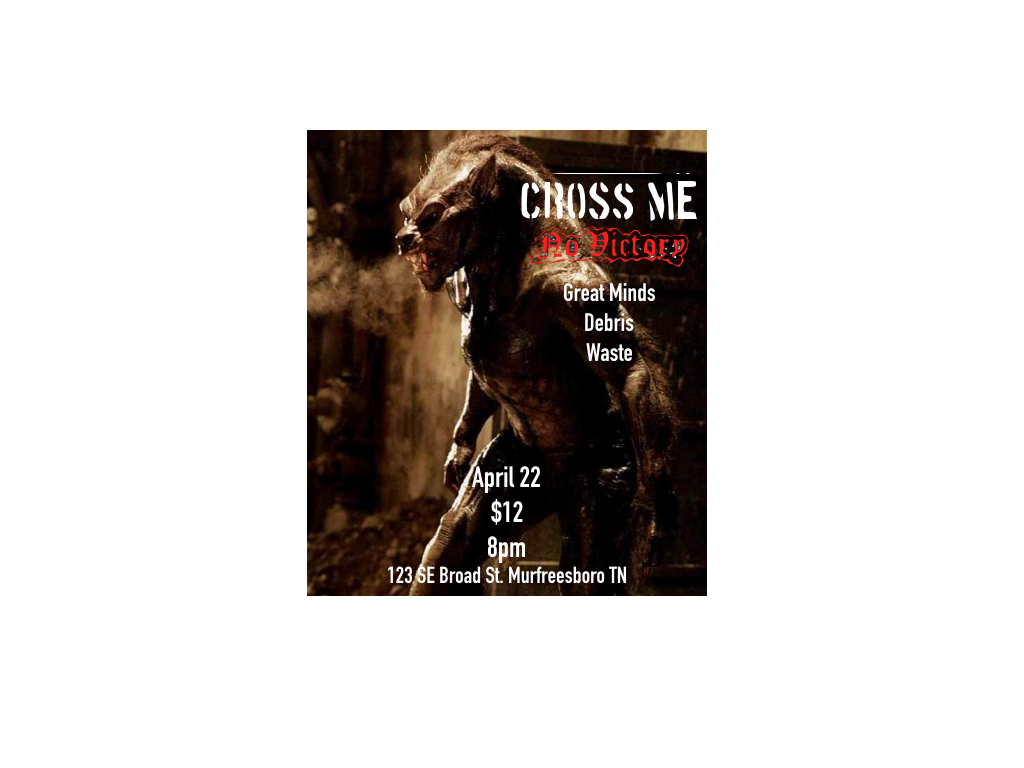 CROSS ME
No Victory
Great Minds
Debris
Waste
April 22
$12
8pm
123 SE Broad St. Murfreesboro TN